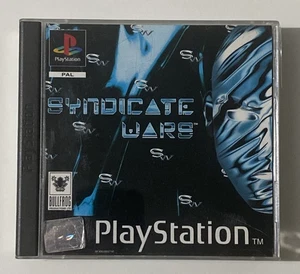 PlayStation
PAL
SYNDICATE
WARS
BULLFROG
PlayStation